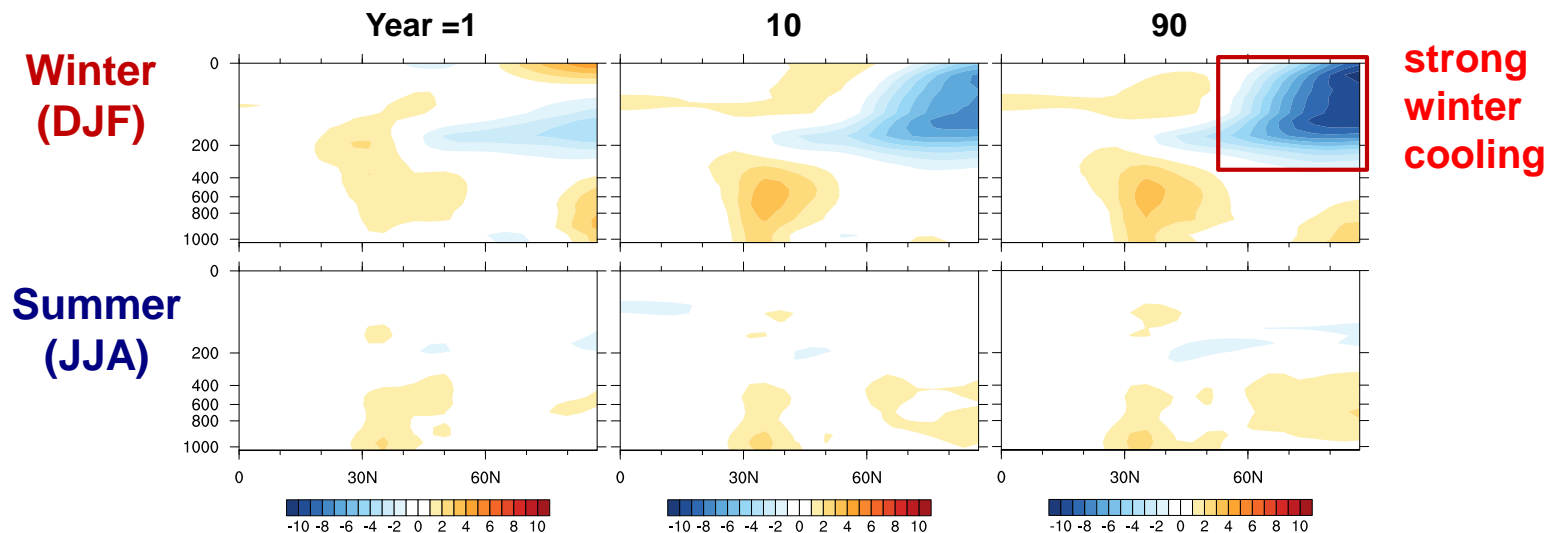 Year =1
10
90
Winter
(DJF)
strong
winter
cooling
0
200
400
600
800
1000
Summer
(JJA)
0
200
400
600
800
1000
0 30N 60N
0 30N 60N
0 30N 60N
-10 -8 -6 -4 -2 0 2 4 6 8 10
-10 -8 -6 -4 -2 0 2 4 6 8 10
-10 -8 -6 -4 -2 0 2 4 6 8 10